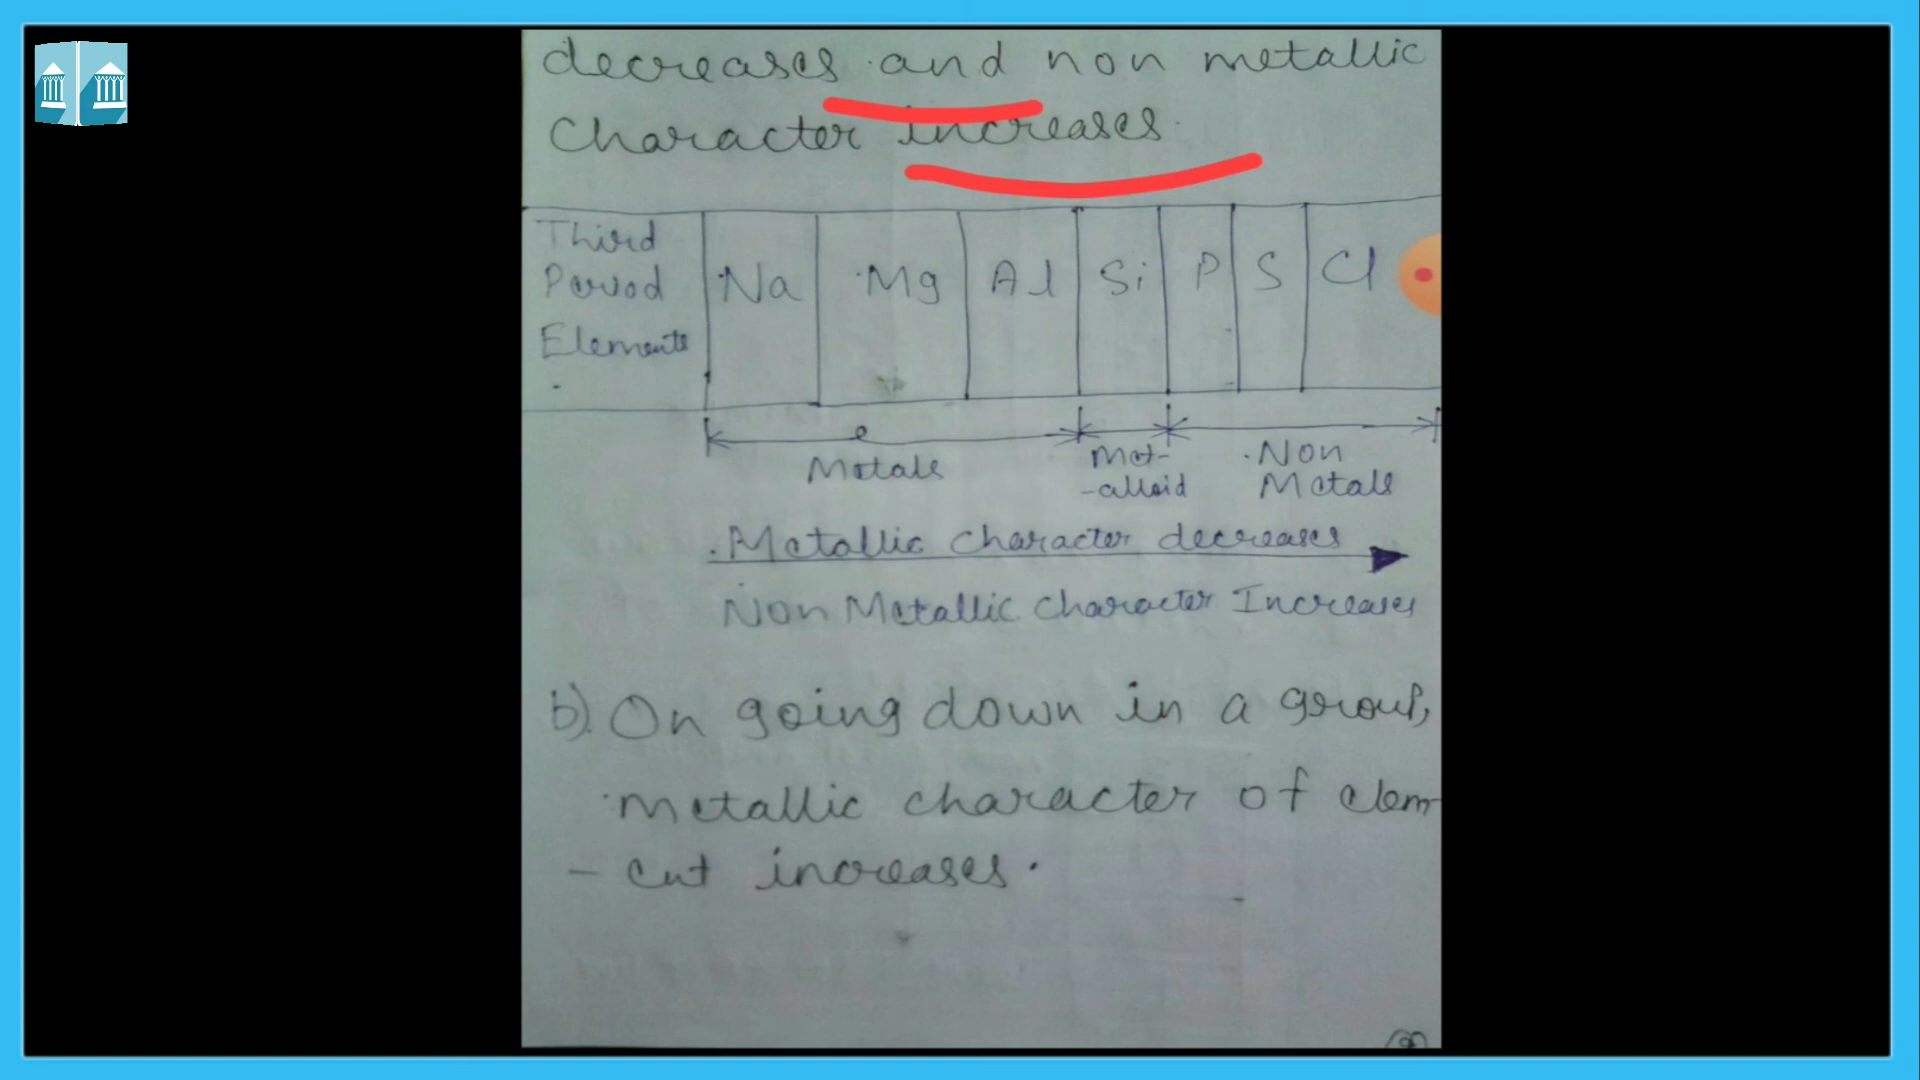 decreases and non metallic
Character increases.
Third
Period
Elements
Na
Mg
Al
Si
P
S
Cl
Metals
Met-
-alloid
Non
Metals
Metallic character decreases
Non Metallic character Increases
b) On going down in a group,
metallic character of elem-
- ent increases.